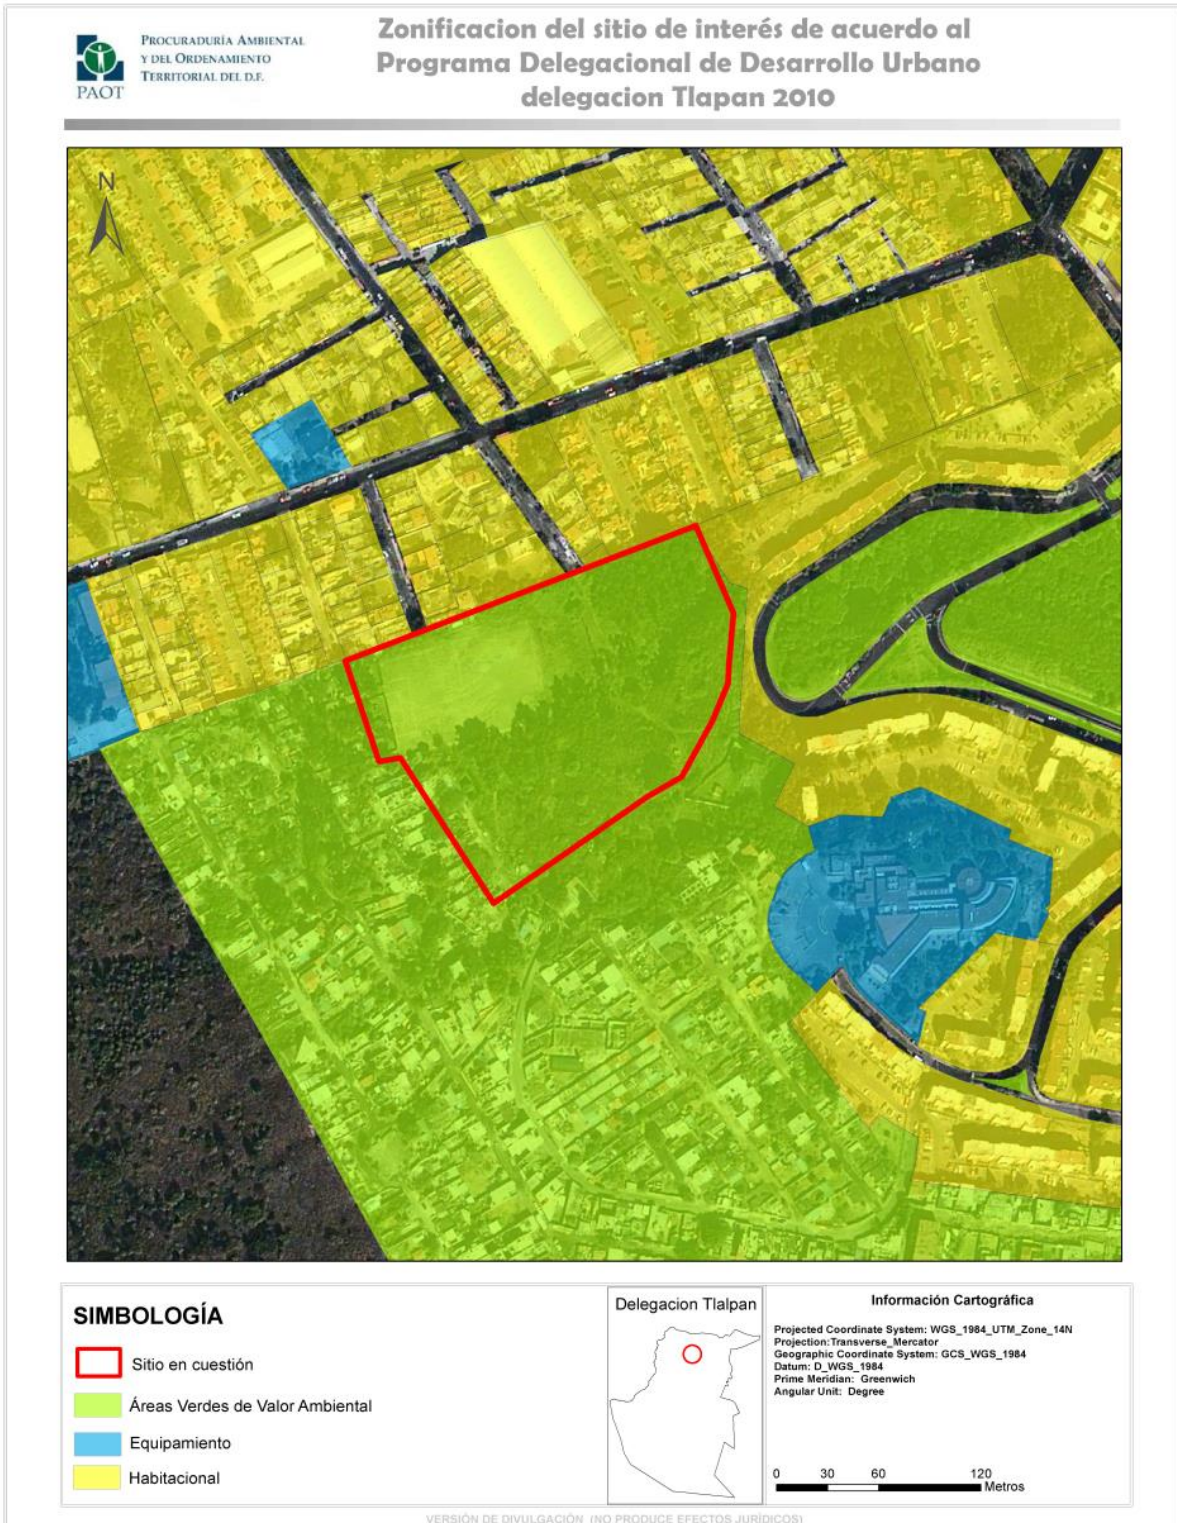 PROCURADURÍA AMBIENTAL
Y DEL ORDENAMIENTO
TERRITORIAL DEL D.F.
PAOT
Zonificacion del sitio de interés de acuerdo al
Programa Delegacional de Desarrollo Urbano
delegacion Tlapan 2010
N
SIMBOLOGÍA
Sitio en cuestión
Áreas Verdes de Valor Ambiental
Equipamiento
Habitacional
Delegacion Tlalpan
Información Cartográfica
Projected Coordinate System: WGS_1984_UTM_Zone_14N
Projection:Transverse_Mercator
Geographic Coordinate System: GCS_WGS_1984
Datum: D_WGS_1984
Prime Meridian: Greenwich
Angular Unit: Degree
0 30 60 120
Metros
VERSIÓN DE DIVULGACIÓN (NO PRODUCE EFECTOS JURÍDICOS)